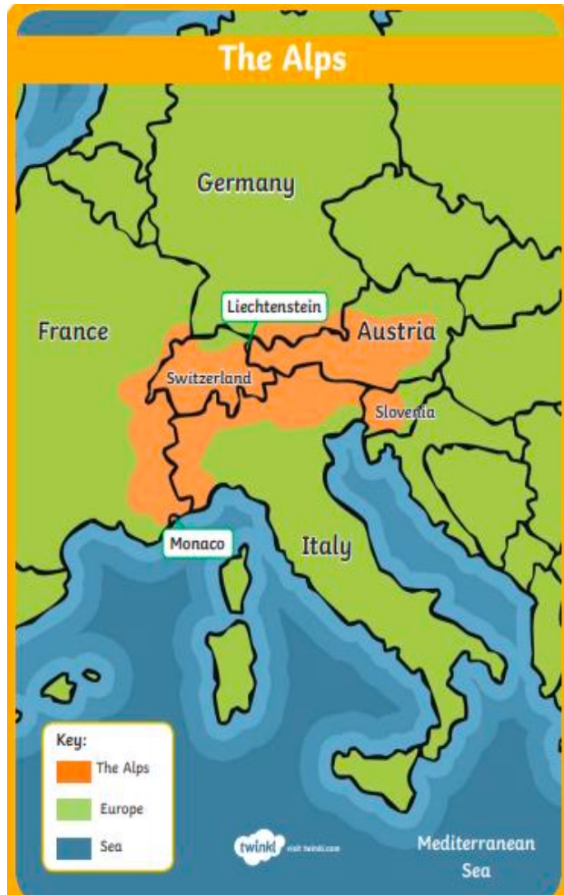 The Alps
Germany
Liechtenstein
France
Austria
Switzerland
Slovenia
Monaco
Italy
Key:
The Alps
Europe
Sea
twinkl visit twinkl.com
Mediterranean
Sea